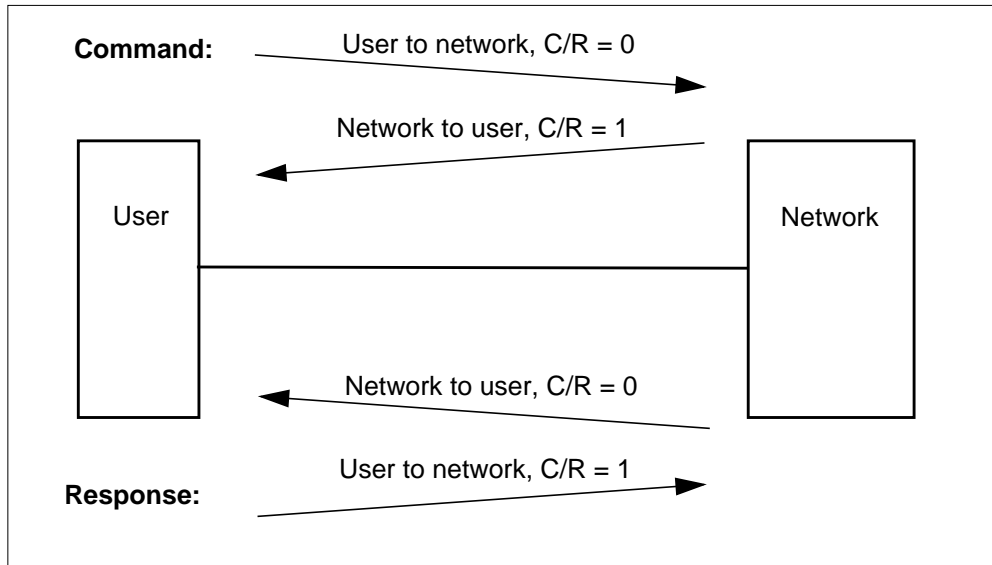 Command:
User to network, C/R = 0
Network to user, C/R = 1
User
Network
Network to user, C/R = 0
User to network, C/R = 1
Response: